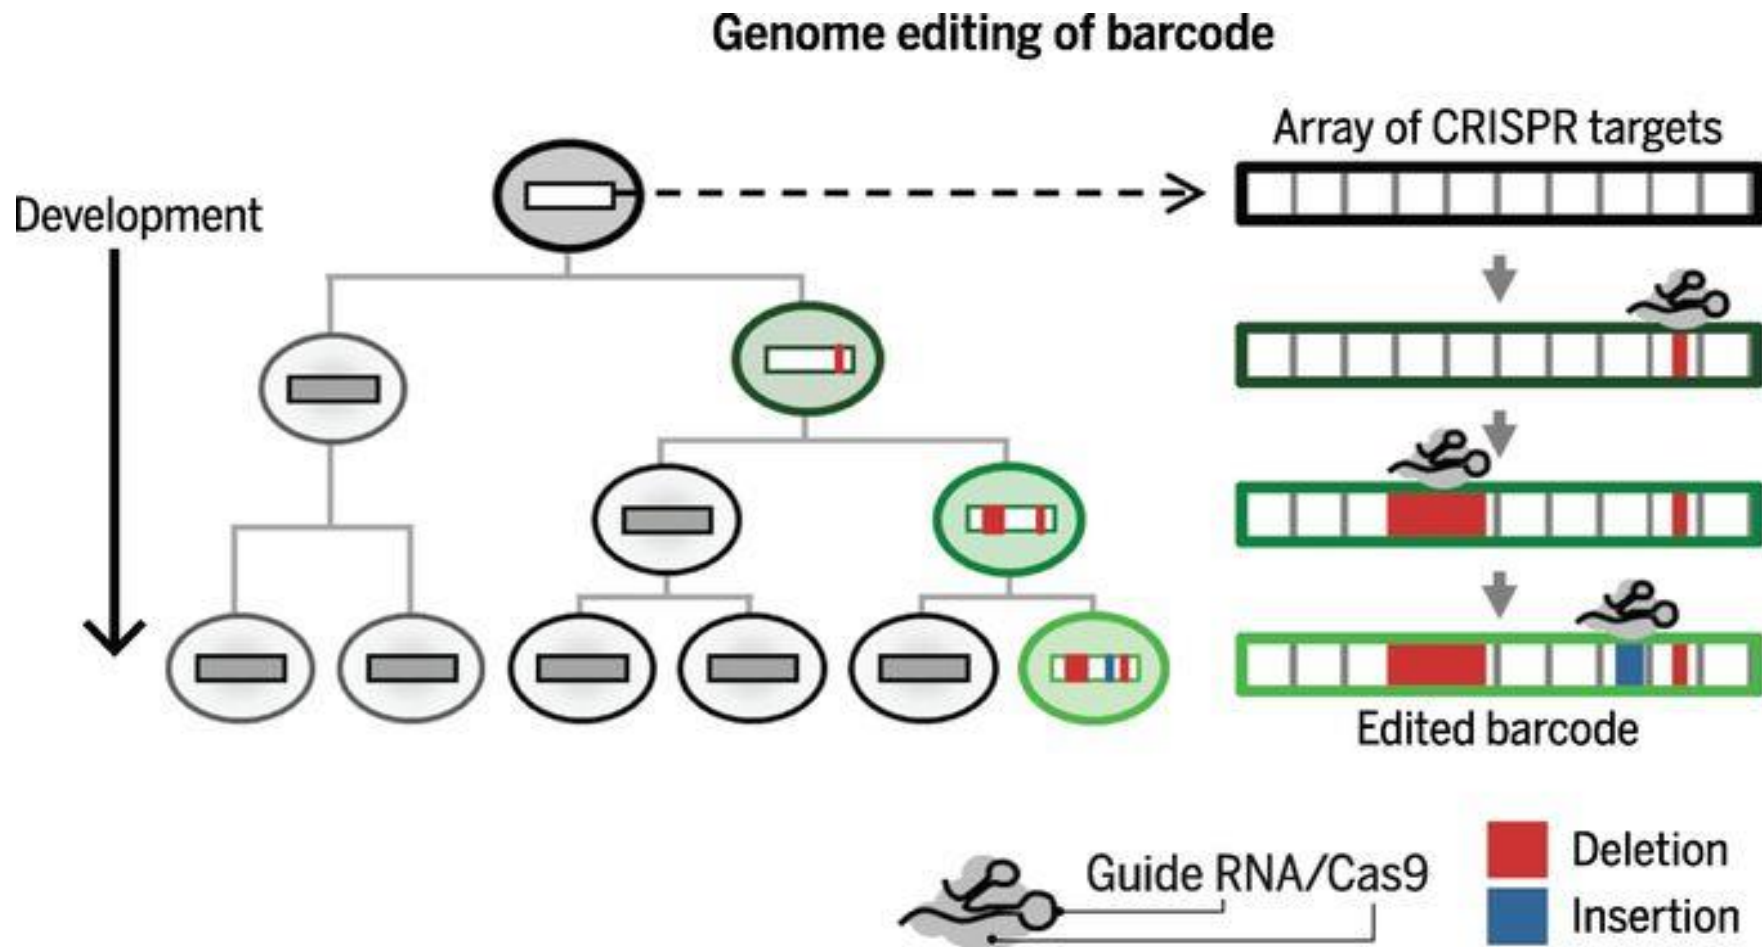 Genome editing of barcode
Array of CRISPR targets
Development
Edited barcode
Guide RNA/Cas9
Deletion
Insertion